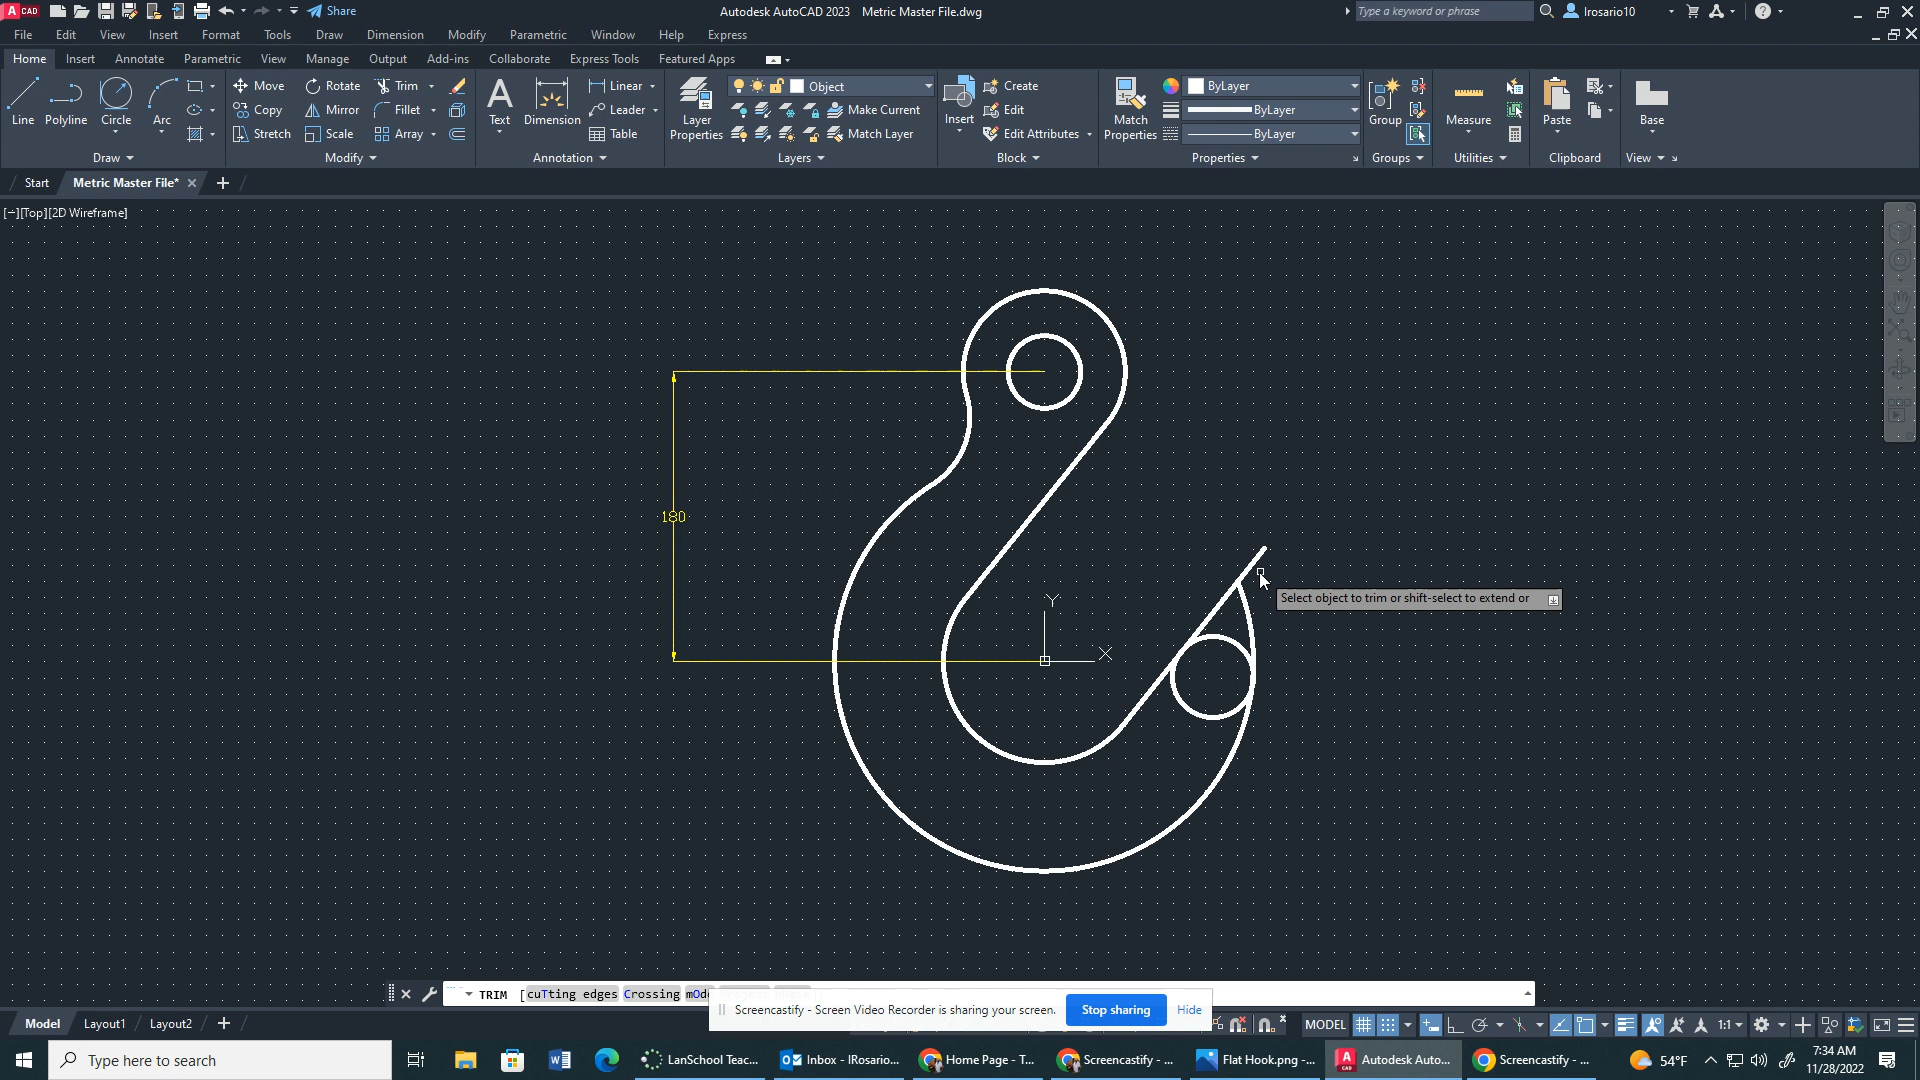 CAD
Share
Autodesk AutoCAD 2023 Metric Master File.dwg
Type a keyword or phrase
lrosario10
File Edit View Insert Format Tools Draw Dimension Modify Parametric Window Help Express
Home Insert Annotate Parametric View Manage Output Add-ins Collaborate Express Tools Featured Apps
Line Polyline Circle Arc
Move Rotate Trim
Copy Mirror Fillet
Stretch Scale Array
Text Dimension
Linear
Leader
Table
Layer Properties
Object
Make Current
Match Layer
Insert
Create
Edit
Edit Attributes
Match Properties
ByLayer
ByLayer
ByLayer
Group
Measure
Paste
Base
Draw Modify Annotation Layers Block Properties Groups Utilities Clipboard View
Start Metric Master File*
[−][Top][2D Wireframe]
180
Y
X
Select object to trim or shift-select to extend or
TRIM [cuTting edges Crossing mOde
Screencastify - Screen Video Recorder is sharing your screen. Stop sharing Hide
Model Layout1 Layout2
MODEL 1:1
Type here to search
LanSchool Teac...
Inbox - lRosario...
Home Page - T...
Screencastify - ...
Flat Hook.png -...
Autodesk Auto...
Screencastify - ...
54°F
7:34 AM
11/28/2022